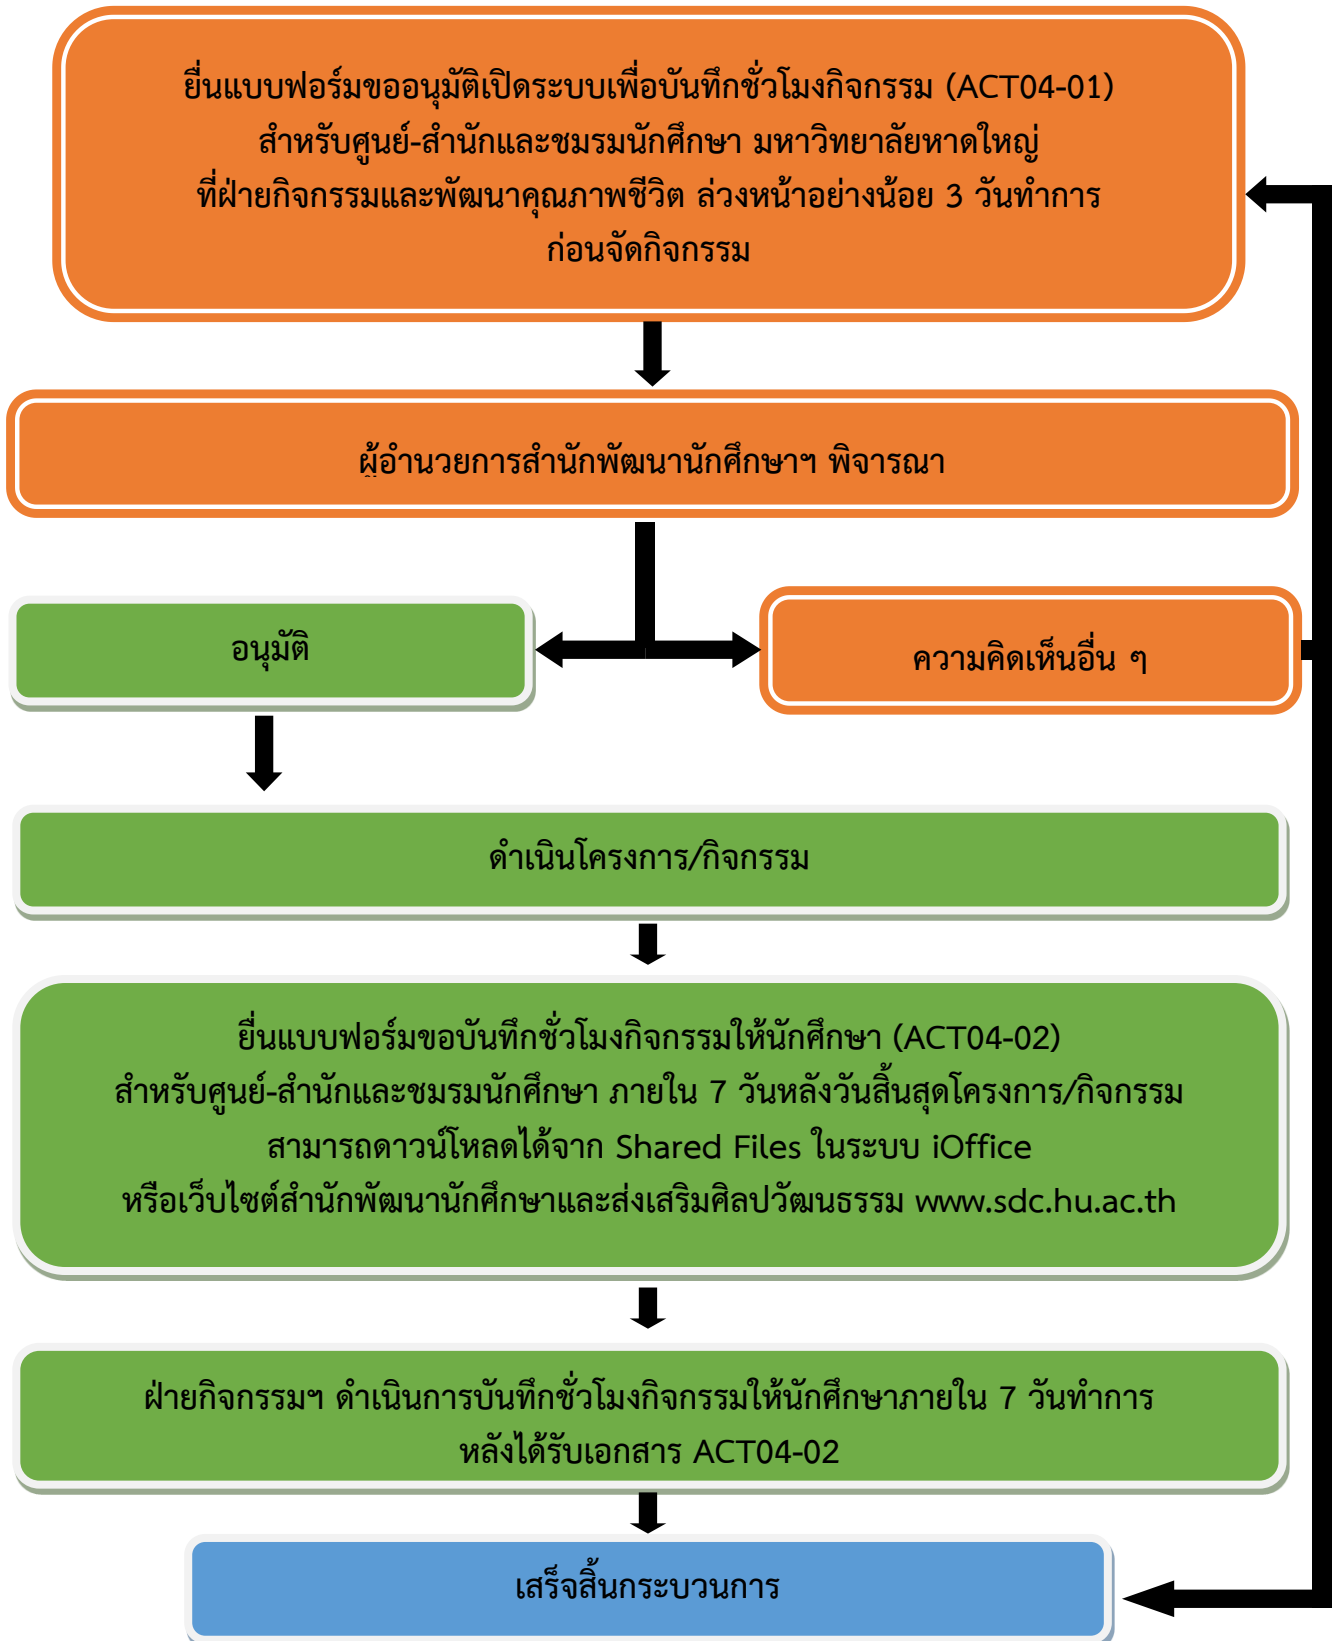 ยื่นแบบฟอร์มขออนุมัติเปิดระบบเพื่อบันทึกชั่วโมงกิจกรรม (ACT04-01)
สำหรับศูนย์-สำนักและชมรมนักศึกษา มหาวิทยาลัยหาดใหญ่
ที่ฝ่ายกิจกรรมและพัฒนาคุณภาพชีวิต ล่วงหน้าอย่างน้อย 3 วันทำการ
ก่อนจัดกิจกรรม
ผู้อำนวยการสำนักพัฒนานักศึกษาฯ พิจารณา
อนุมัติ
ความคิดเห็นอื่น ๆ
ดำเนินโครงการ/กิจกรรม
ยื่นแบบฟอร์มขอบันทึกชั่วโมงกิจกรรมให้นักศึกษา (ACT04-02)
สำหรับศูนย์-สำนักและชมรมนักศึกษา ภายใน 7 วันหลังวันสิ้นสุดโครงการ/กิจกรรม
สามารถดาวน์โหลดได้จาก Shared Files ในระบบ iOffice
หรือเว็บไซต์สำนักพัฒนานักศึกษาและส่งเสริมศิลปวัฒนธรรม www.sdc.hu.ac.th
ฝ่ายกิจกรรมฯ ดำเนินการบันทึกชั่วโมงกิจกรรมให้นักศึกษาภายใน 7 วันทำการ
หลังได้รับเอกสาร ACT04-02
เสร็จสิ้นกระบวนการ